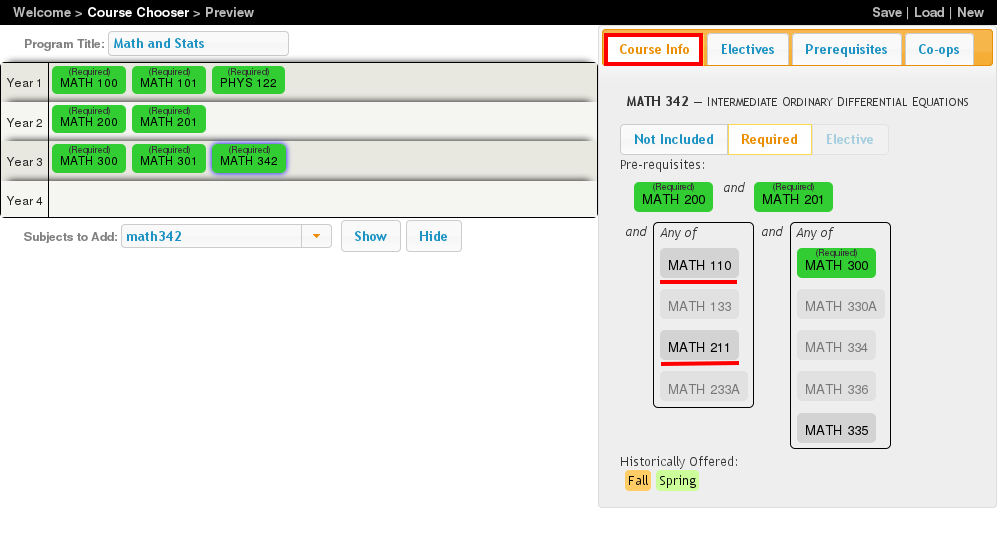 Welcome > Course Chooser > Preview
Save | Load | New
Program Title: Math and Stats
Year 1
(Required)
MATH 100
(Required)
MATH 101
(Required)
PHYS 122
Year 2
(Required)
MATH 200
(Required)
MATH 201
Year 3
(Required)
MATH 300
(Required)
MATH 301
(Required)
MATH 342
Year 4
Subjects to Add: math342
Show
Hide
Course Info
Electives
Prerequisites
Co-ops
MATH 342 — Intermediate Ordinary Differential Equations
Not Included
Required
Elective
Pre-requisites:
(Required)
MATH 200
and
(Required)
MATH 201
and
Any of
MATH 110
MATH 133
MATH 211
MATH 233A
and
Any of
(Required)
MATH 300
MATH 330A
MATH 334
MATH 336
MATH 335
Historically Offered:
Fall
Spring